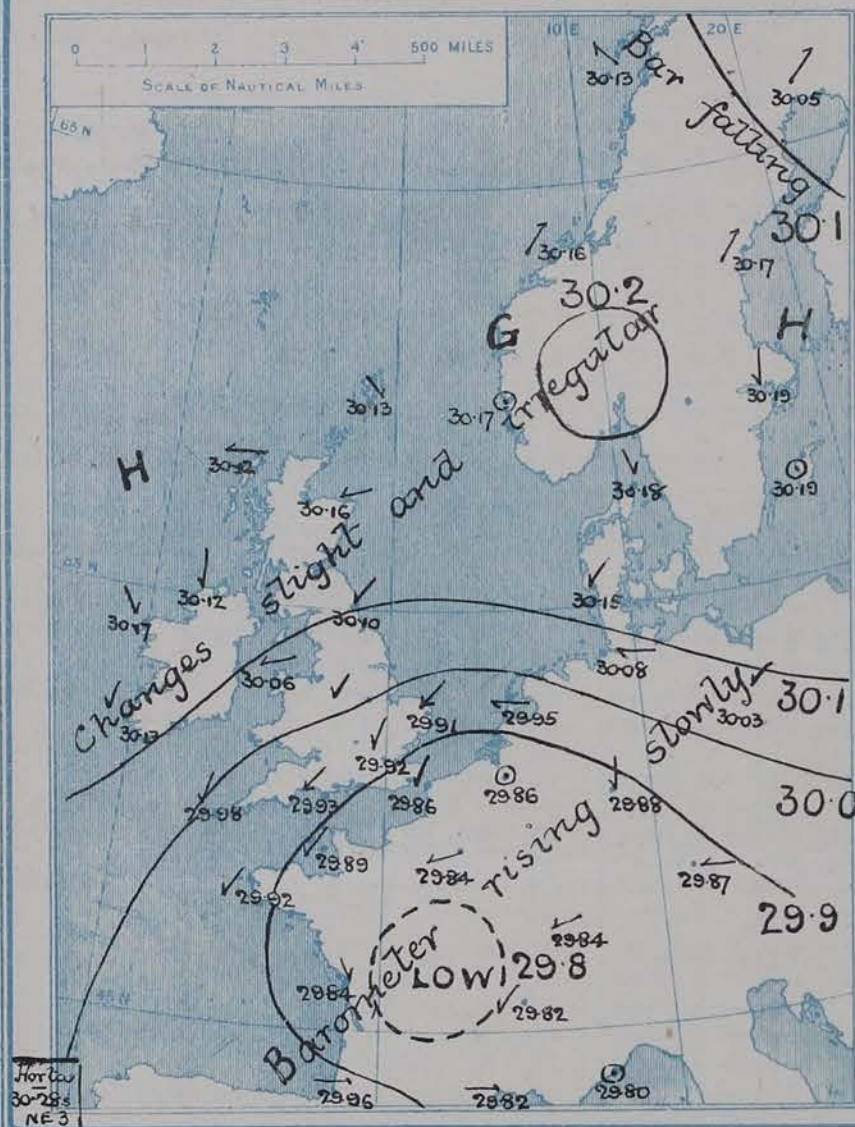 0 1 2 3 4 500 MILES
SCALE OF NAUTICAL MILES
10 E
20 E
65 N
30·13
Bar falling
30·05
30·1
30·16
30·17
30·2
G
H
30·13
30·17
30·19
H
30·12
30·16
30·18
30·19
Changes slight and irregular
30·17
30·12
30·10
30·15
30·06
30·08
30·13
29·91
29·95
30·03
30·1
29·92
29·98
29·93
29·86
29·86
29·88
30·0
29·89
29·84
29·87
29·92
29·9
29·84
29·84
LOW
29·8
29·82
Barometer rising slowly
Horta
30·28s
NE 3
29·96
29·82
29·80